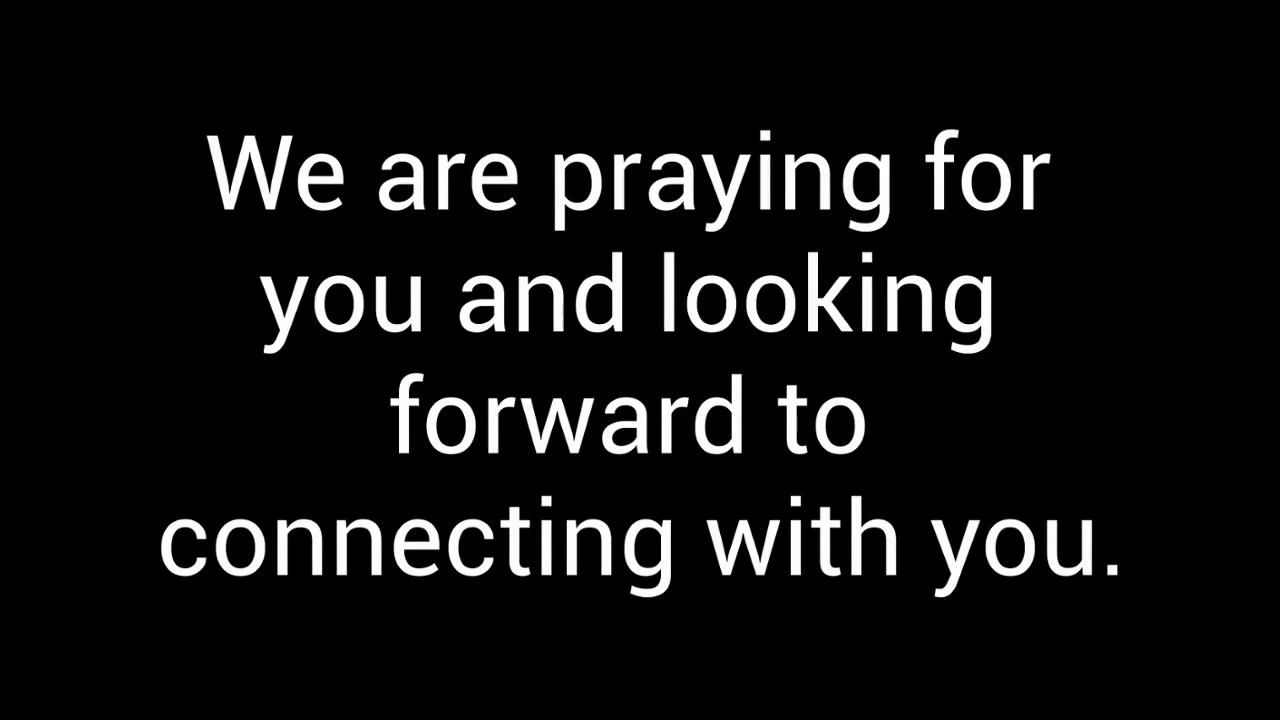 We are praying for
you and looking
forward to
connecting with you.